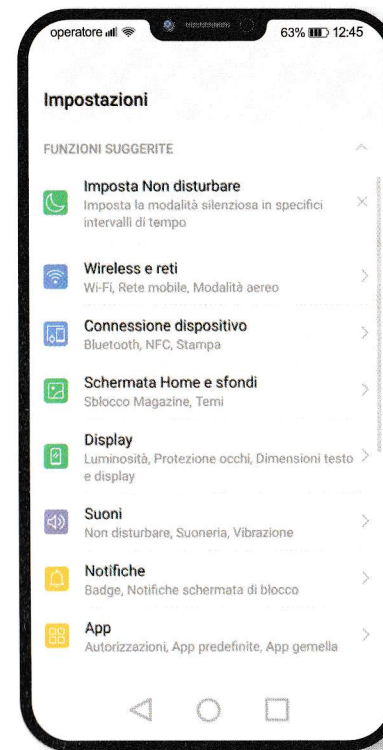 operatore 63% 12:45
Impostazioni
FUNZIONI SUGGERITE
Imposta Non disturbare
Imposta la modalità silenziosa in specifici
intervalli di tempo
Wireless e reti
Wi-Fi, Rete mobile, Modalità aereo
Connessione dispositivo
Bluetooth, NFC, Stampa
Schermata Home e sfondi
Sblocco Magazine, Temi
Display
Luminosità, Protezione occhi, Dimensioni testo
e display
Suoni
Non disturbare, Suoneria, Vibrazione
Notifiche
Badge, Notifiche schermata di blocco
App
Autorizzazioni, App predefinite, App gemella